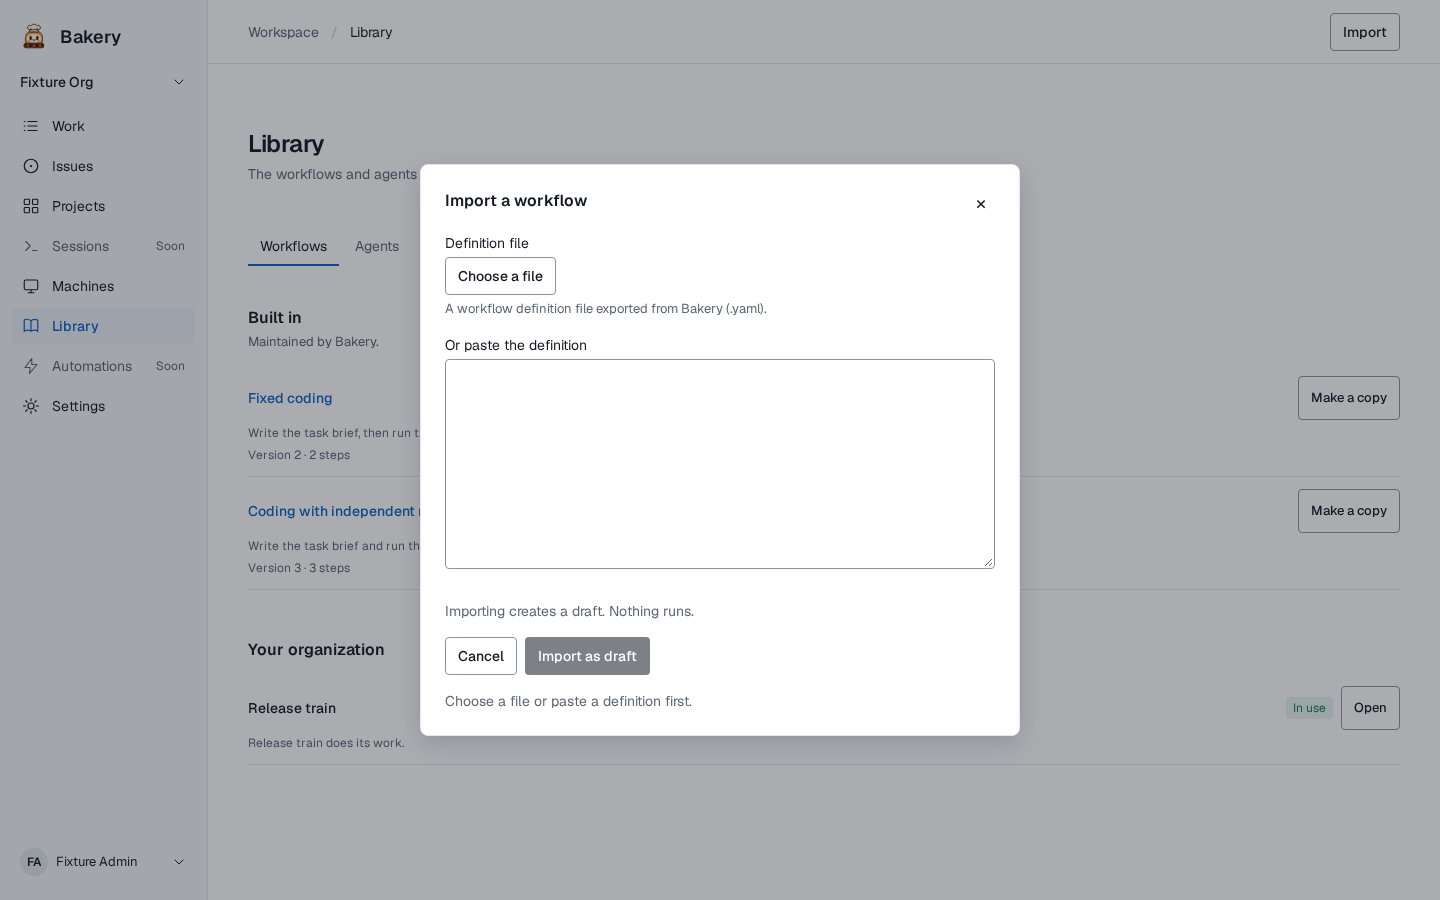 Bakery
Fixture Org
Work
Issues
Projects
Sessions Soon
Machines
Library
Automations Soon
Settings
FA Fixture Admin
Workspace / Library
Import
Library
The workflows and agents
Workflows Agents
Built in
Maintained by Bakery.
Fixed coding
Make a copy
Write the task brief, then run
Version 2 · 2 steps
Coding with independent
Make a copy
Write the task brief and run
Version 3 · 3 steps
Your organization
Release train
In use
Open
Release train does its work.
Import a workflow
×
Definition file
Choose a file
A workflow definition file exported from Bakery (.yaml).
Or paste the definition
Importing creates a draft. Nothing runs.
Cancel Import as draft
Choose a file or paste a definition first.